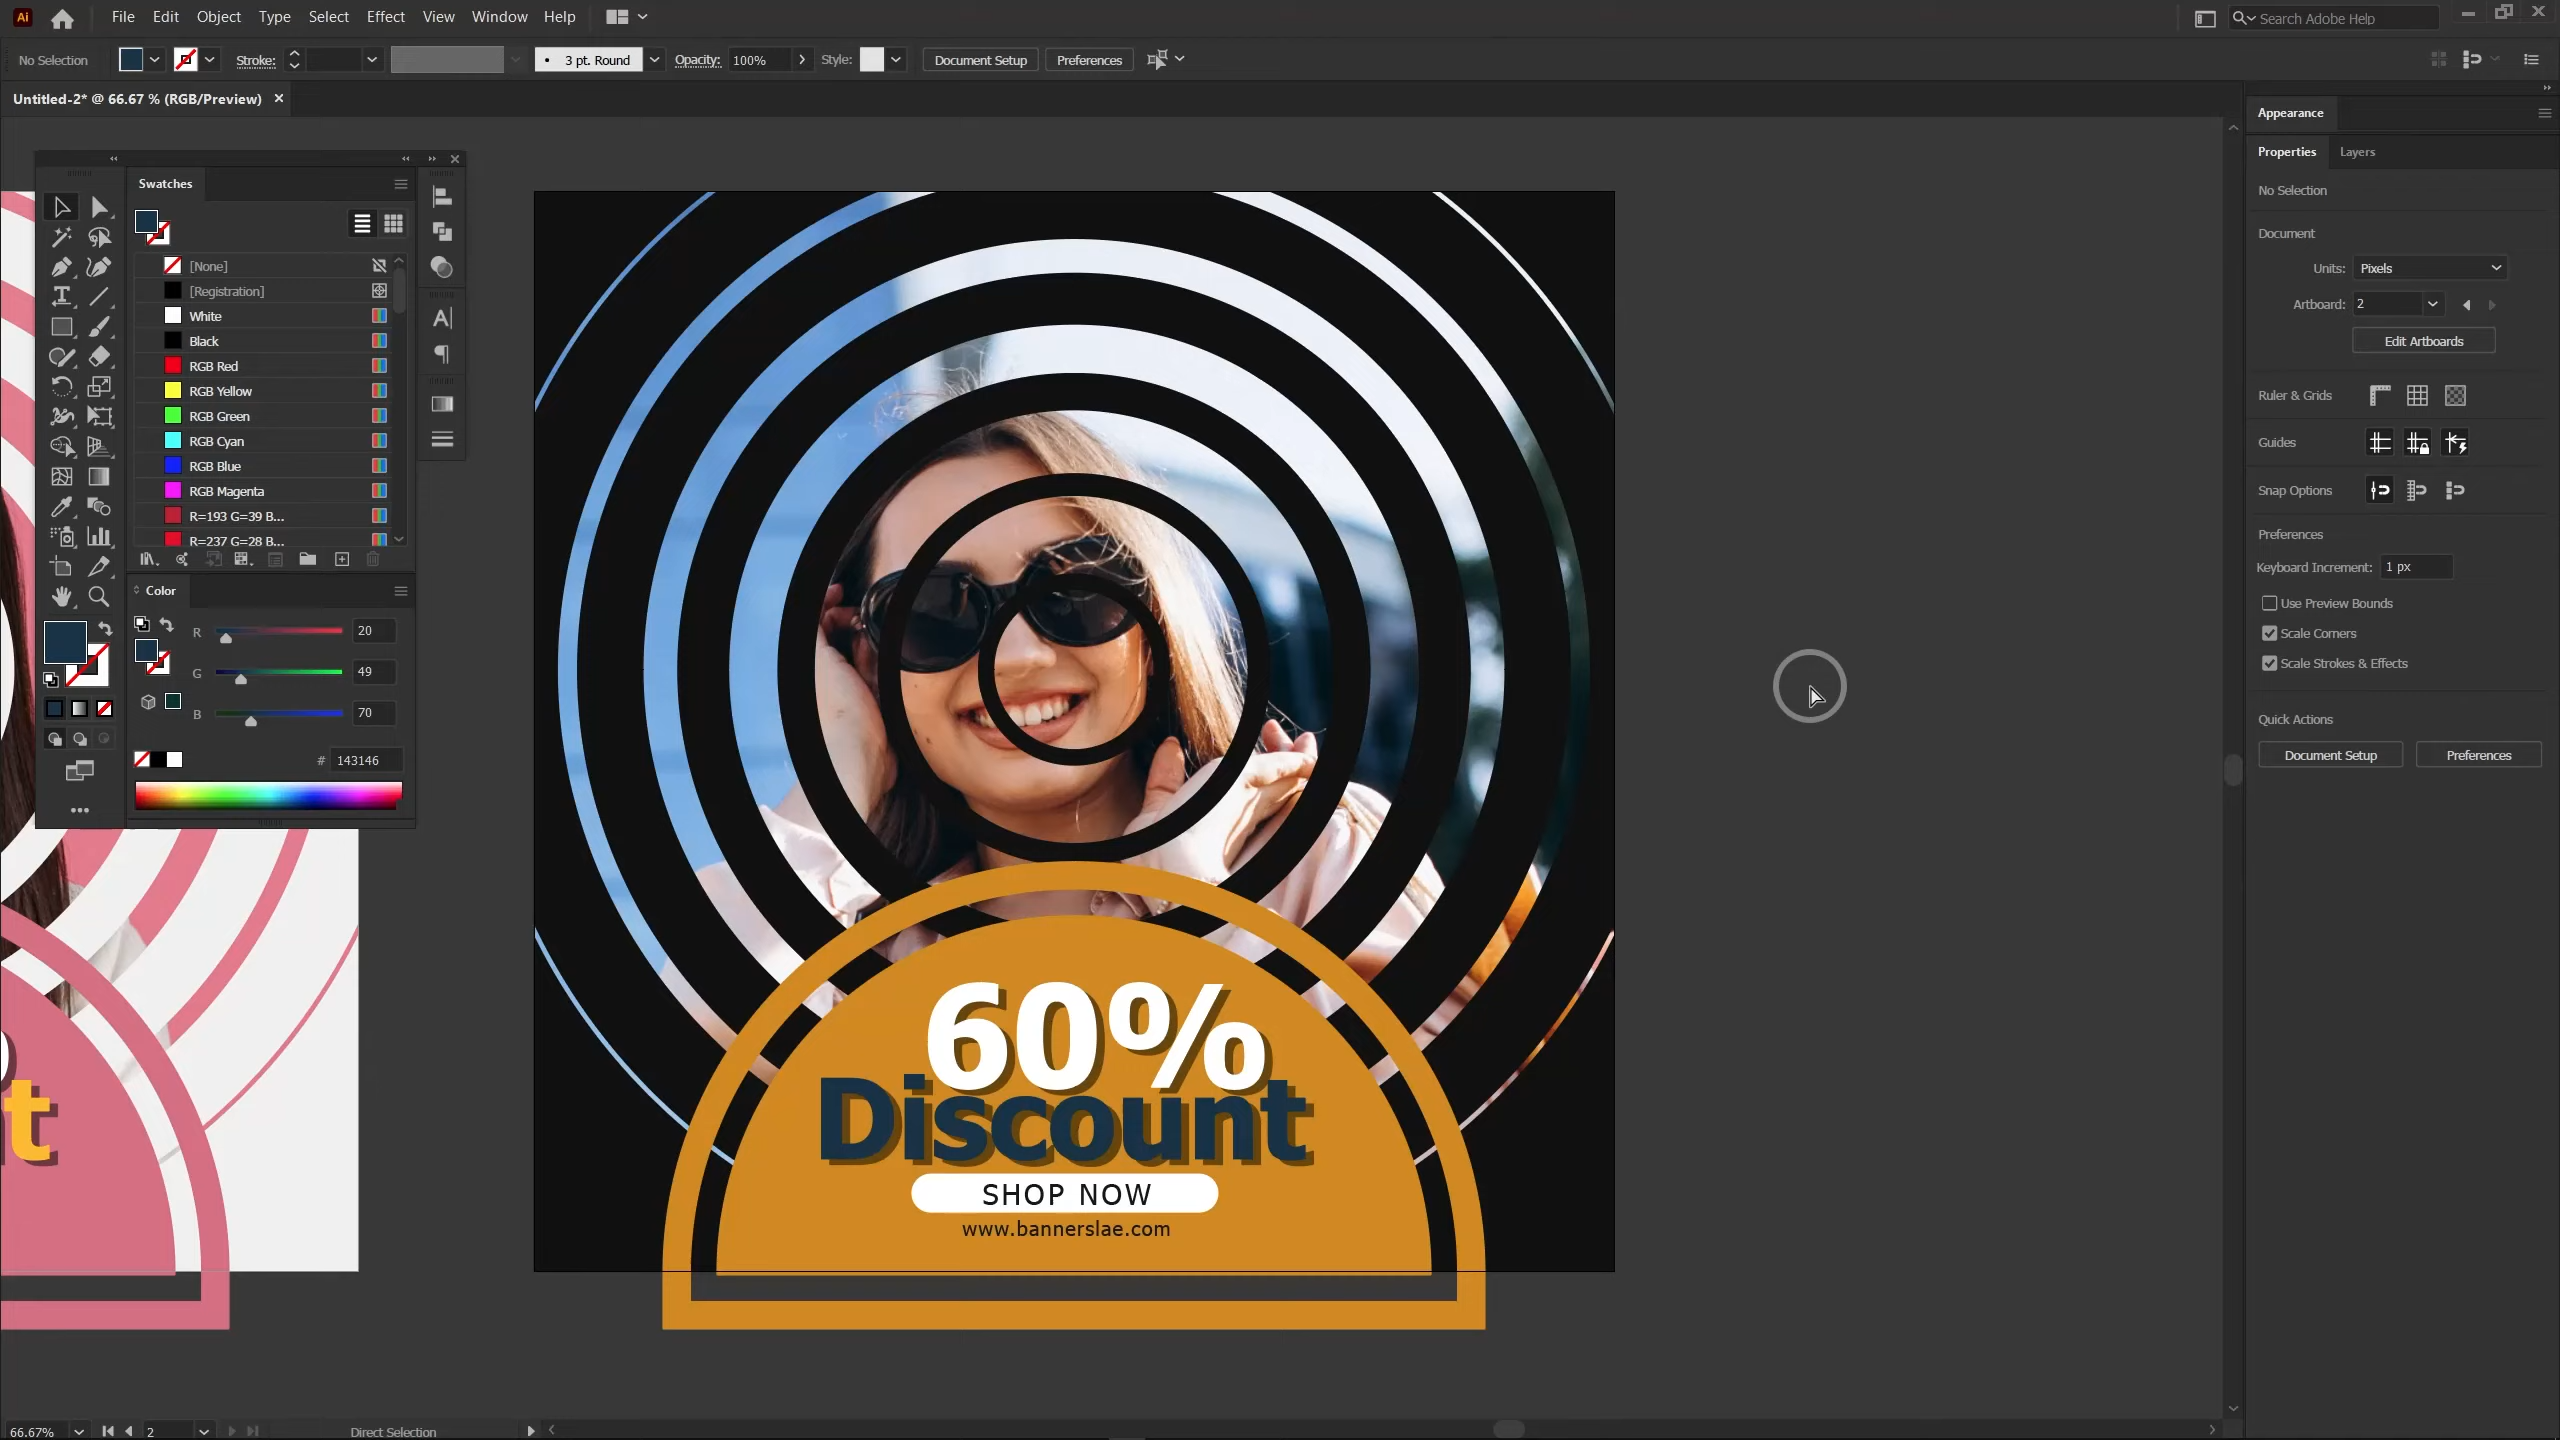 Ai File Edit Object Type Select Effect View Window Help Search Adobe Help
No Selection Stroke: 3 pt. Round Opacity: 100% Style: Document Setup Preferences
Untitled-2* @ 66.67 % (RGB/Preview)
Swatches
[None]
[Registration]
White
Black
RGB Red
RGB Yellow
RGB Green
RGB Cyan
RGB Blue
RGB Magenta
R=193 G=39 B...
R=237 G=28 B...
Color
R 20
G 49
B 70
# 143146
t
60%
Discount
SHOP NOW
www.bannerslae.com
Appearance
Properties Layers
No Selection
Document
Units: Pixels
Artboard: 2
Edit Artboards
Ruler & Grids
Guides
Snap Options
Preferences
Keyboard Increment: 1 px
Use Preview Bounds
Scale Corners
Scale Strokes & Effects
Quick Actions
Document Setup Preferences
66.67% 2 Direct Selection